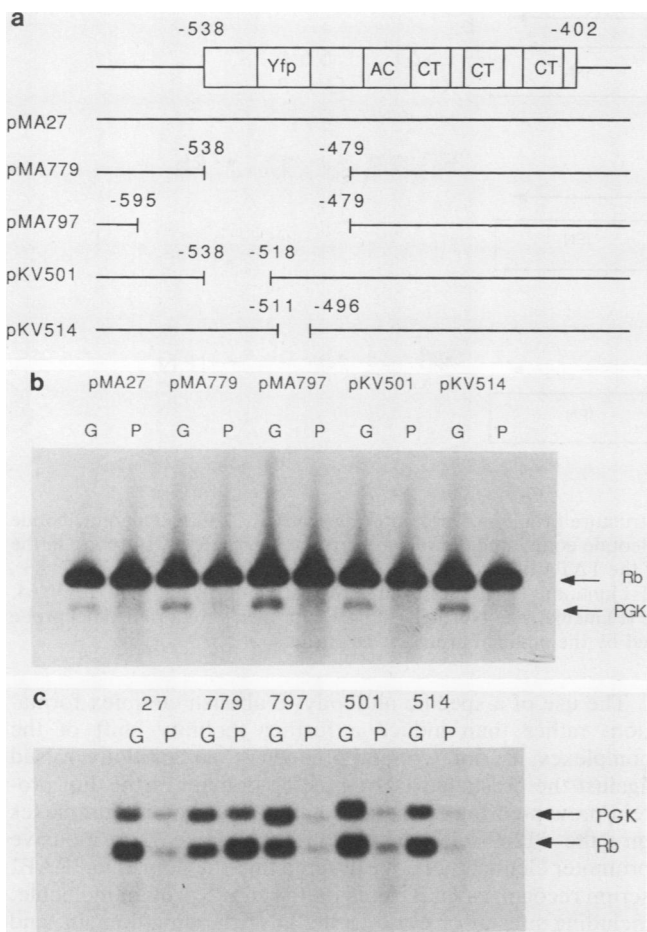 a
-538 -402
Yfp AC CT CT CT
pMA27
-538 -479
pMA779
-595 -479
pMA797
-538 -518
pKV501
-511 -496
pKV514
b
pMA27 pMA779 pMA797 pKV501 pKV514
G P G P G P G P G P
Rb
PGK
c
27 779 797 501 514
G P G P G P G P G P
PGK
Rb